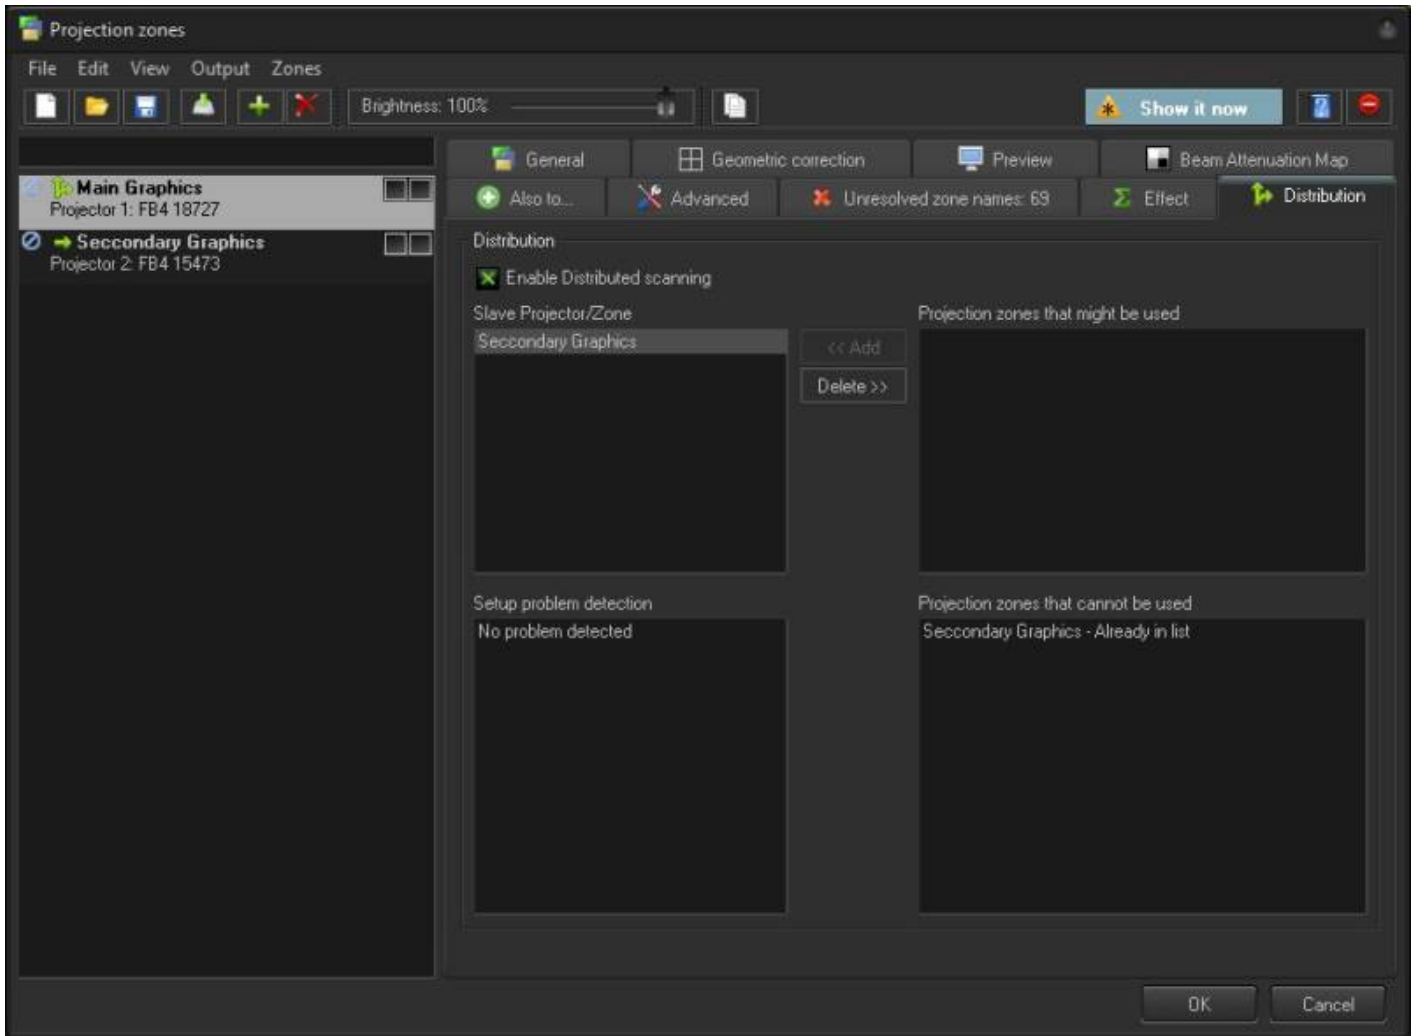 Projection zones
File Edit View Output Zones
Brightness: 100% Show it now
General Geometric correction Preview Beam Attenuation Map
Also to... Advanced Unresolved zone names: 69 Effect Distribution
Main Graphics
Projector 1: FB4 18727
Seccondary Graphics
Projector 2: FB4 15473
Distribution
Enable Distributed scanning
Slave Projector/Zone
Seccondary Graphics
<< Add
Delete >>
Projection zones that might be used
Setup problem detection
No problem detected
Projection zones that cannot be used
Seccondary Graphics - Already in list
OK Cancel